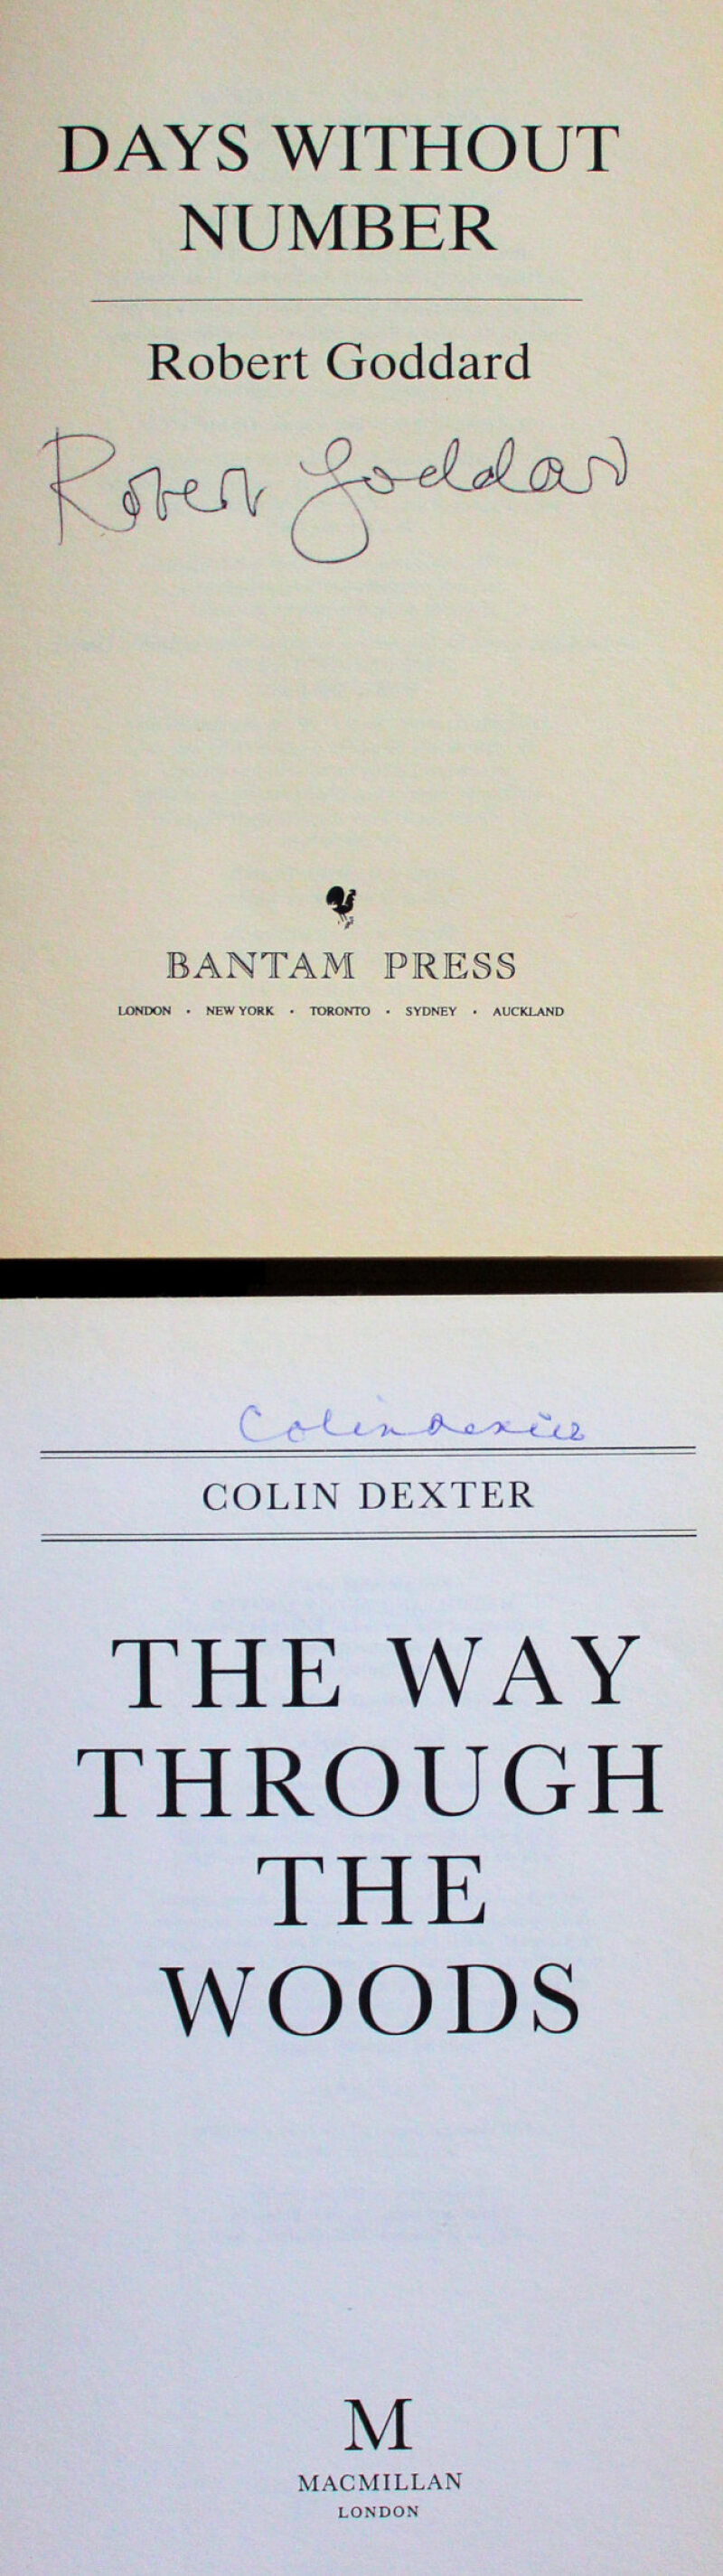 DAYS WITHOUT
NUMBER
Robert Goddard
Robert Goddard
BANTAM PRESS
LONDON · NEW YORK · TORONTO · SYDNEY · AUCKLAND
Colin Dexter
COLIN DEXTER
THE WAY
THROUGH
THE
WOODS
M
MACMILLAN
LONDON